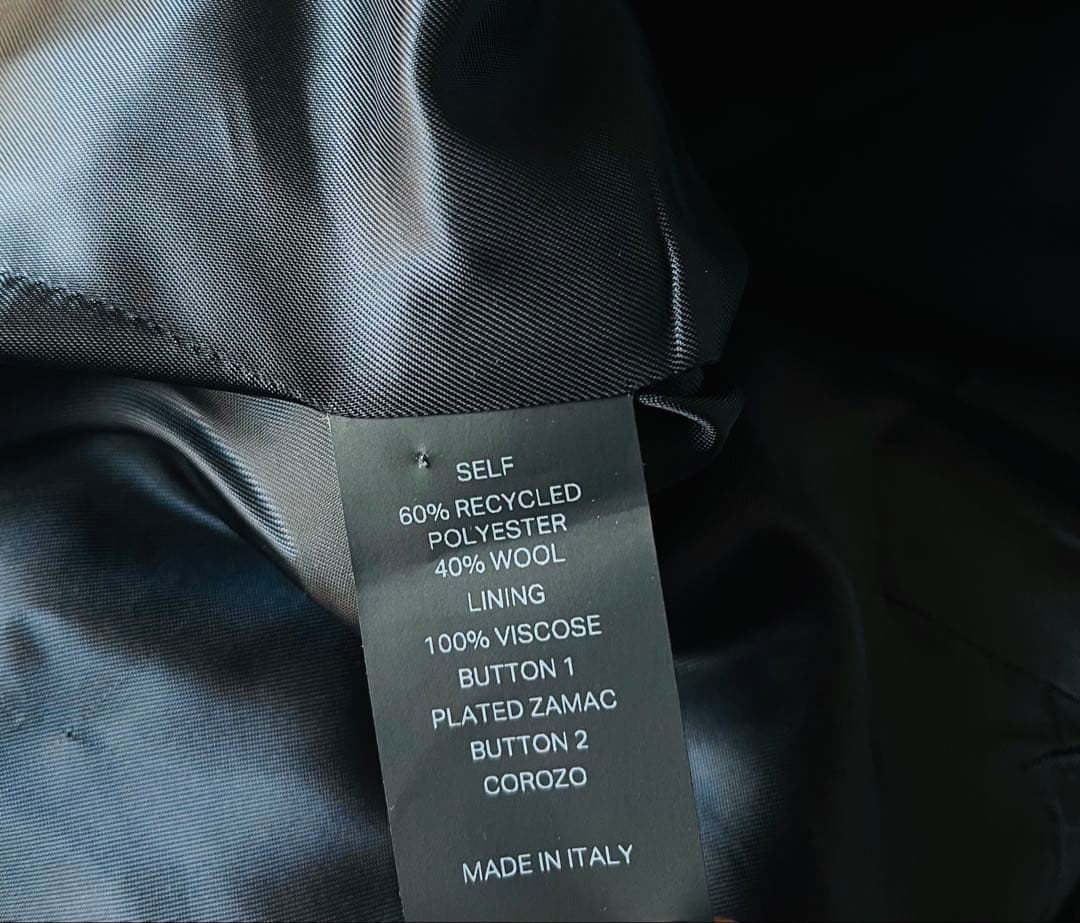 SELF
60% RECYCLED
POLYESTER
40% WOOL
LINING
100% VISCOSE
BUTTON 1
PLATED ZAMAC
BUTTON 2
COROZO
MADE IN ITALY